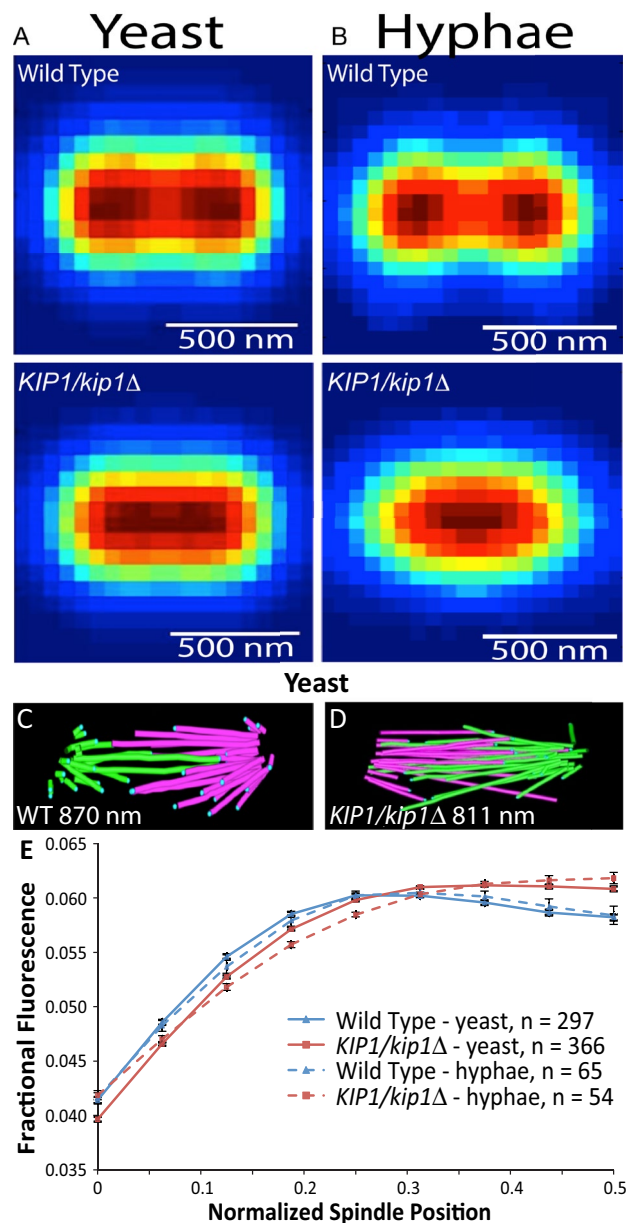 A Yeast B Hyphae
Wild Type
Wild Type
500 nm
500 nm
KIP1/kip1Δ
KIP1/kip1Δ
500 nm
500 nm
Yeast
C
WT 870 nm
D
KIP1/kip1Δ 811 nm
E
0.065
0.060
0.055
0.050
0.045
0.040
0.035
Fractional Fluorescence
Wild Type - yeast, n = 297
KIP1/kip1Δ - yeast, n = 366
Wild Type - hyphae, n = 65
KIP1/kip1Δ - hyphae, n = 54
0 0.1 0.2 0.3 0.4 0.5
Normalized Spindle Position